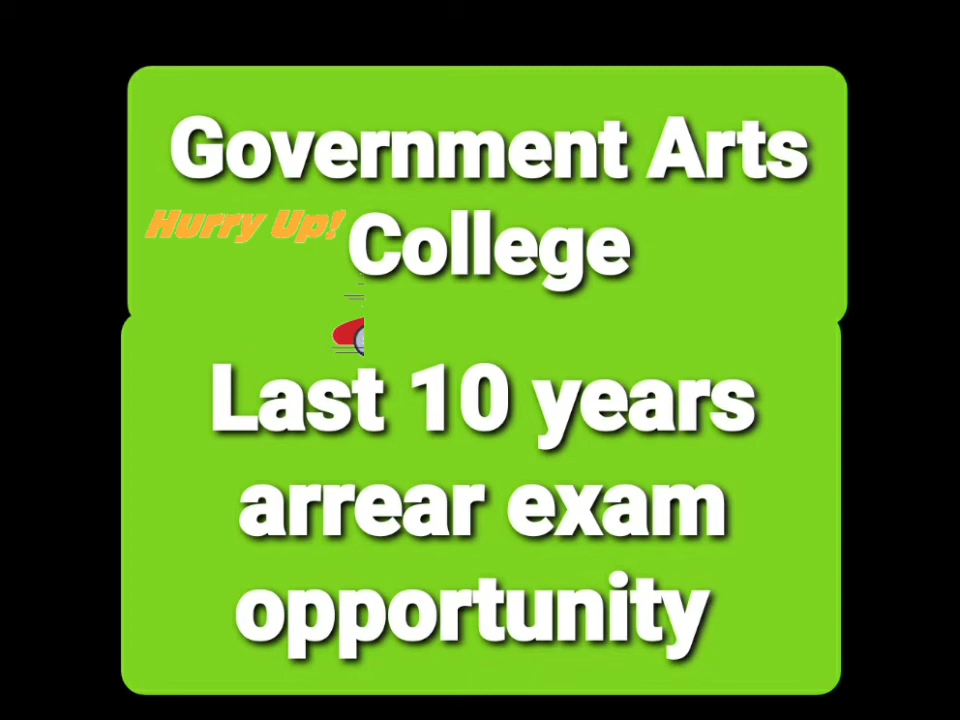 Government Arts
Hurry Up!
College
Last 10 years
arrear exam
opportunity